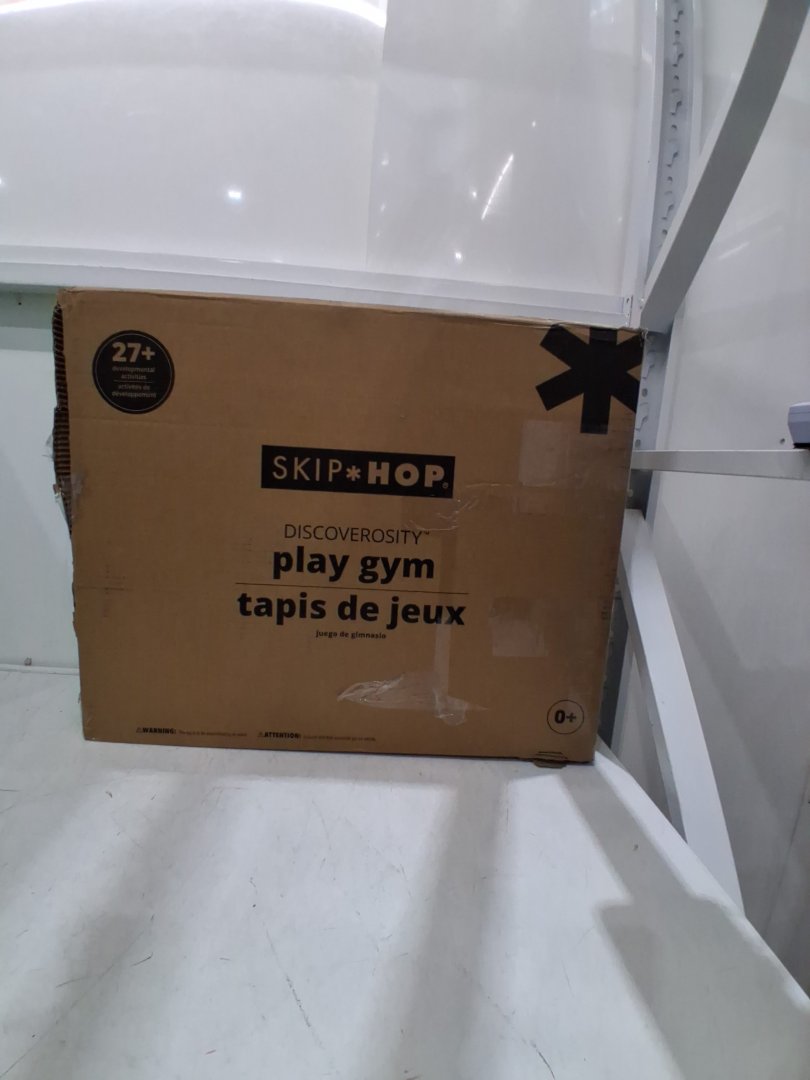 27+
developmental
activities
activités de
développement
SKIP*HOP®
DISCOVEROSITY™
play gym
tapis de jeux
juego de gimnasio
0+
⚠WARNING:
⚠ATTENTION: